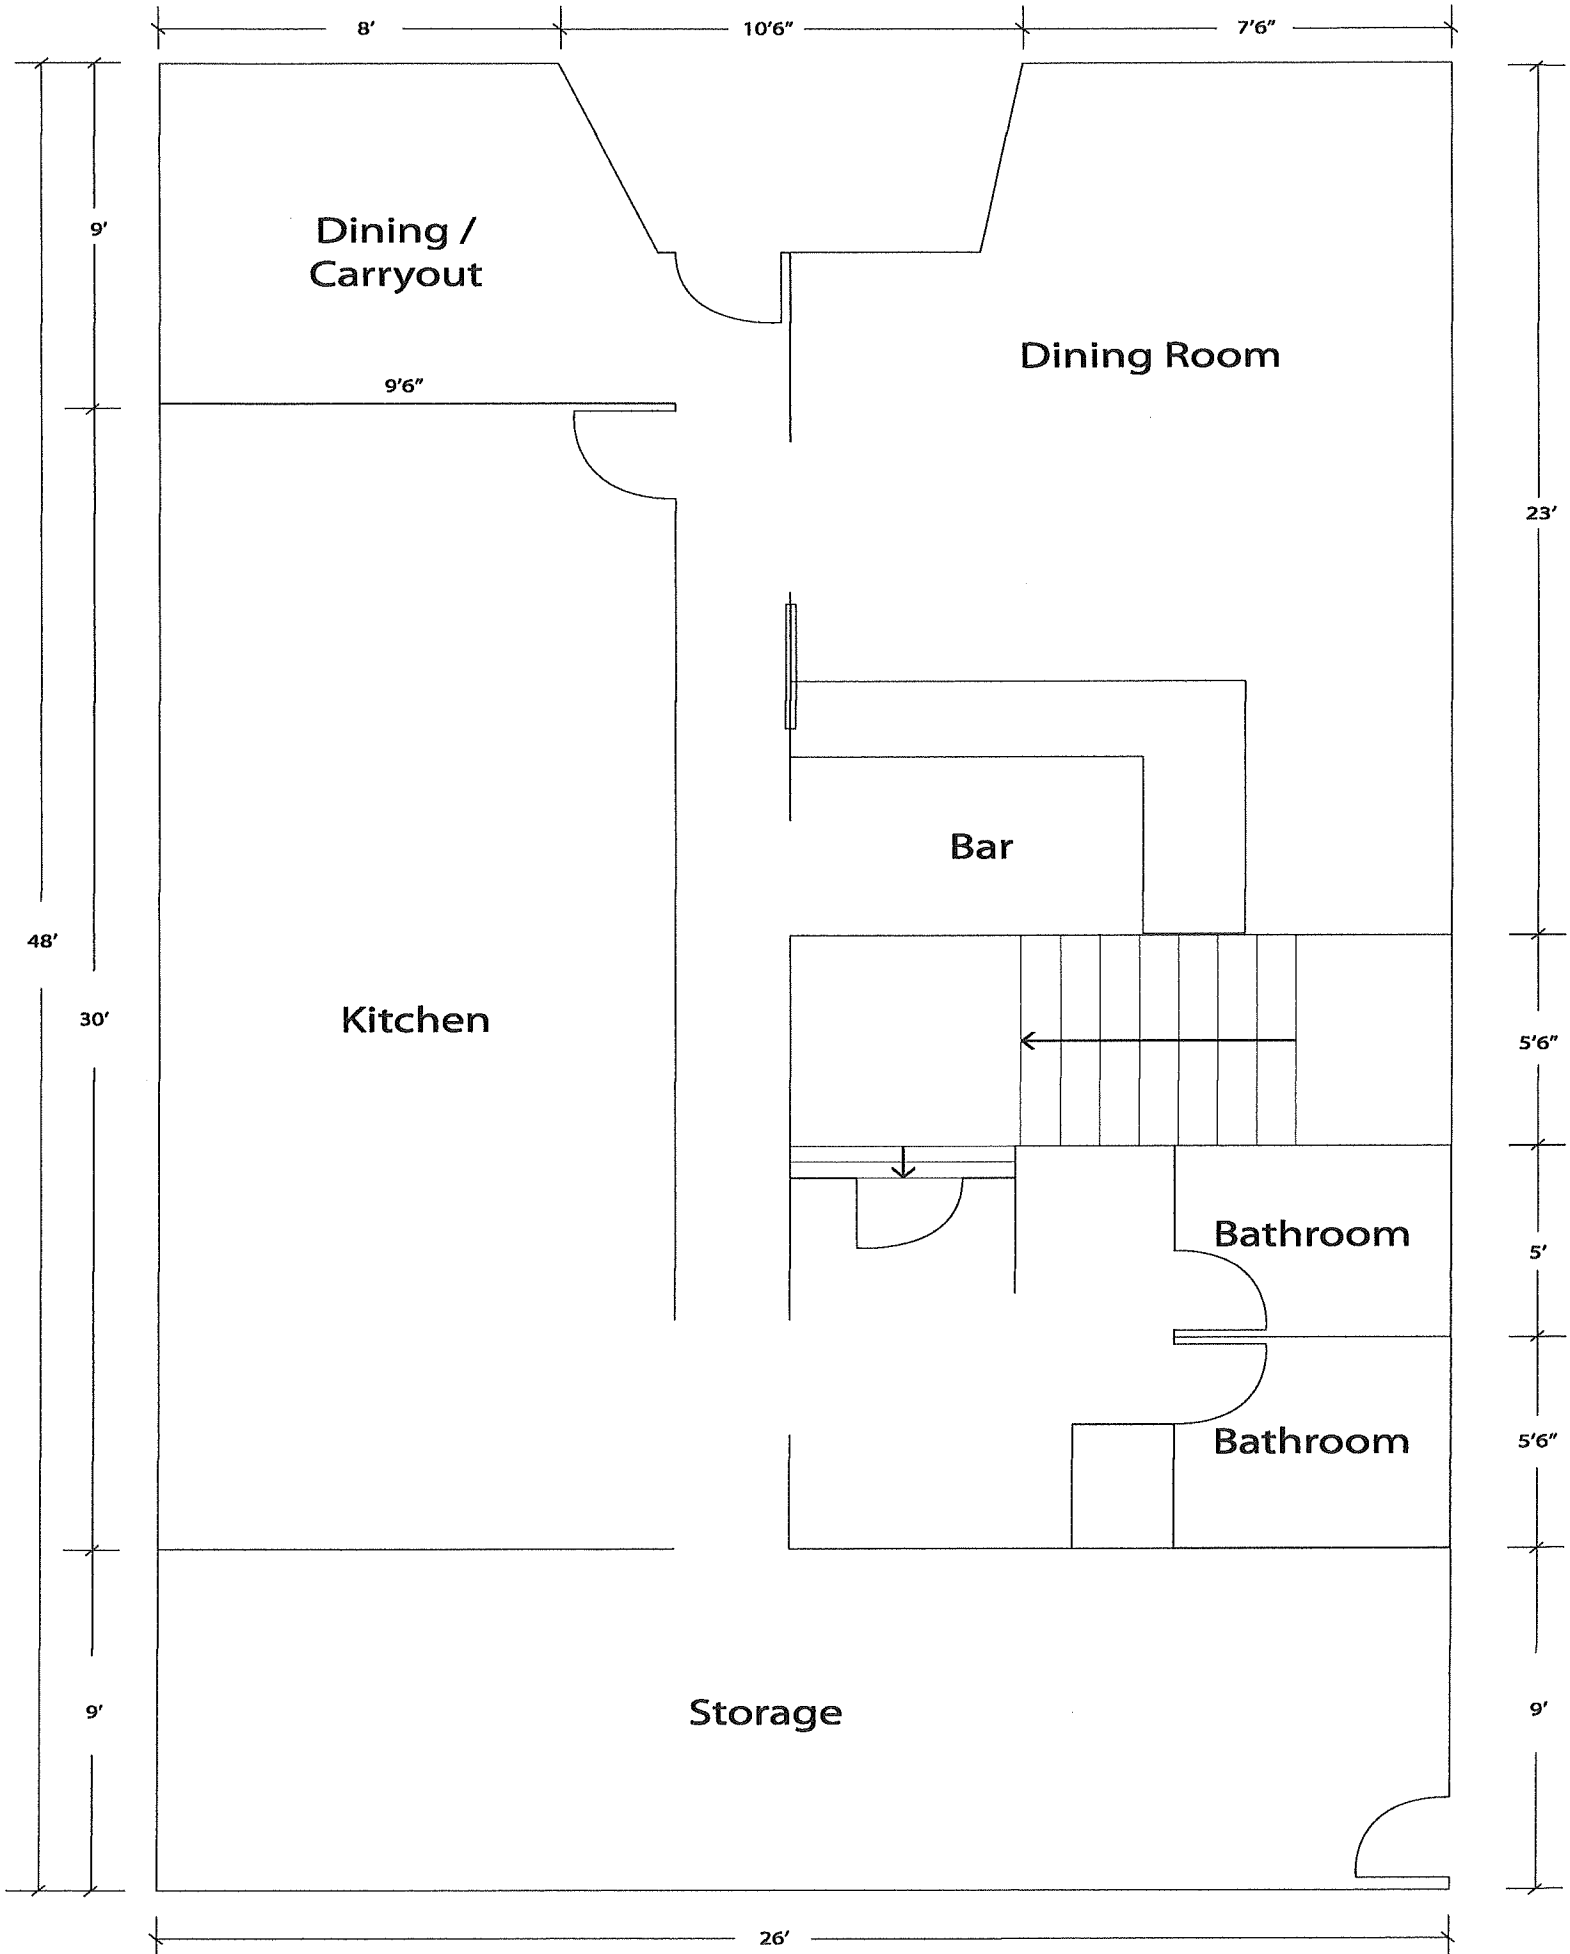 8’
10’6”
7’6”
9’
Dining /
Carryout
Dining Room
9’6”
23’
Bar
48’
Kitchen
30’
5’6”
Bathroom
5’
Bathroom
5’6”
9’
Storage
9’
26’